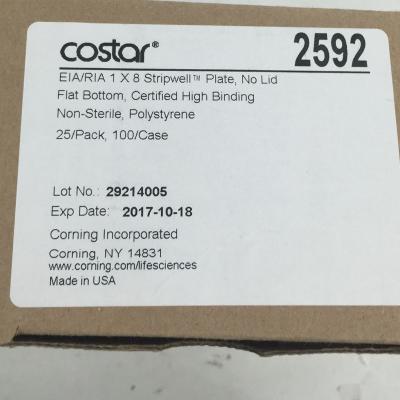 costar® 2592
EIA/RIA 1 X 8 Stripwell™ Plate, No Lid
Flat Bottom, Certified High Binding
Non-Sterile, Polystyrene
25/Pack, 100/Case
Lot No.: 29214005
Exp Date: 2017-10-18
Corning Incorporated
Corning, NY 14831
www.corning.com/lifesciences
Made in USA